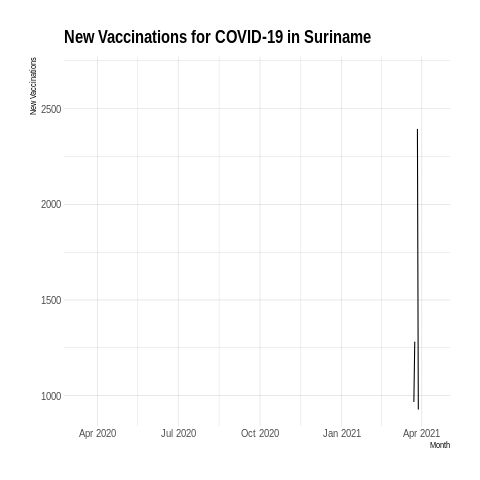 New Vaccinations for COVID-19 in Suriname
New Vaccinations
2500
2000
1500
1000
Apr 2020
Jul 2020
Oct 2020
Jan 2021
Apr 2021
Month